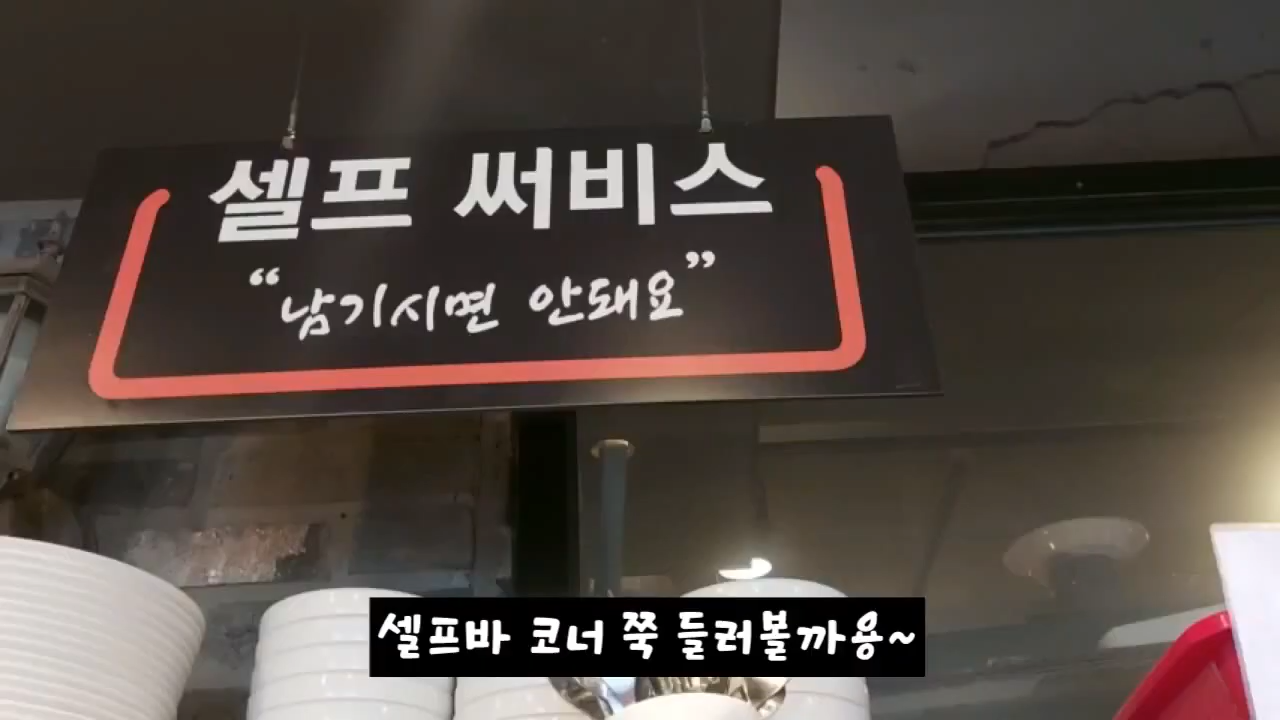 셀프 써비스
“남기시면 안돼요”
셀프바 코너 쭉 들러볼까용~